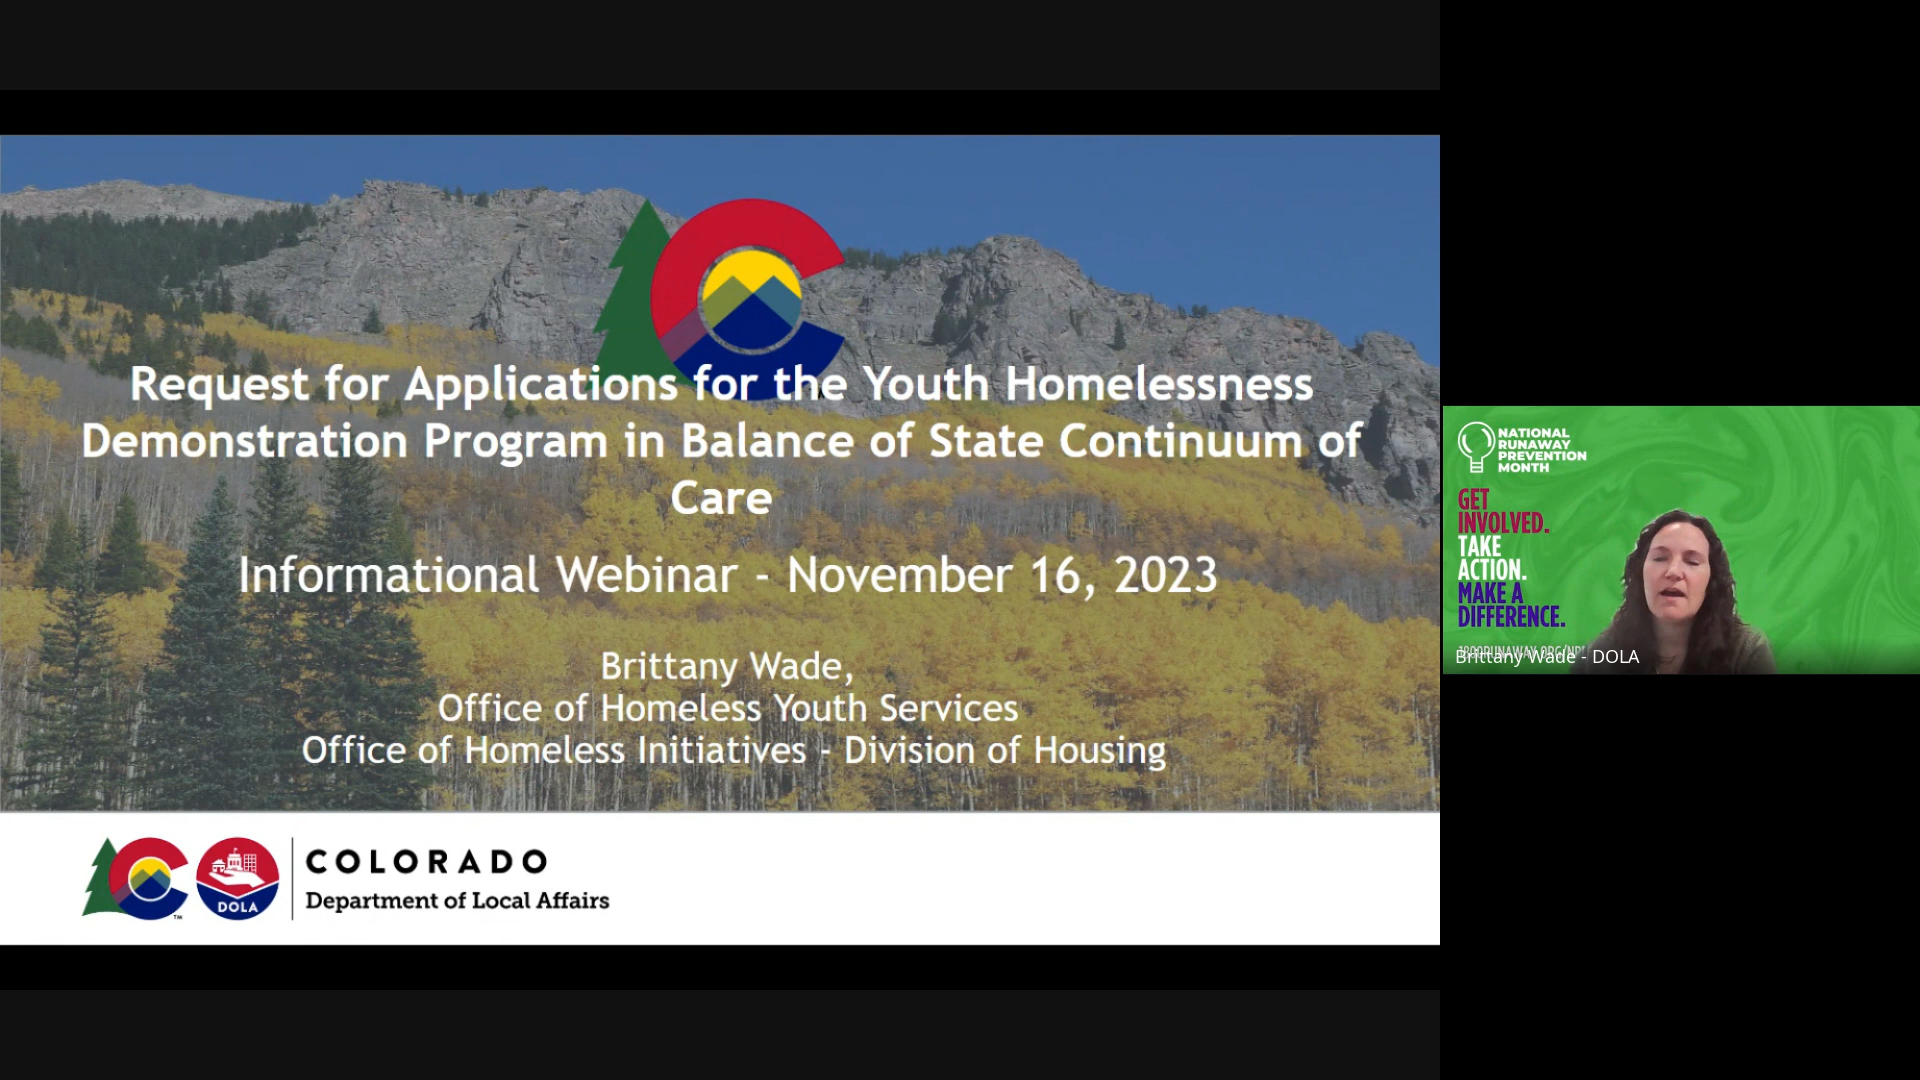 Request for Applications for the Youth Homelessness
Demonstration Program in Balance of State Continuum of
Care
Informational Webinar - November 16, 2023
Brittany Wade,
Office of Homeless Youth Services
Office of Homeless Initiatives - Division of Housing
DOLA
TM
COLORADO
Department of Local Affairs
NATIONAL
RUNAWAY
PREVENTION
MONTH
GET
INVOLVED.
TAKE
ACTION.
MAKE A
DIFFERENCE.
Brittany Wade - DOLA